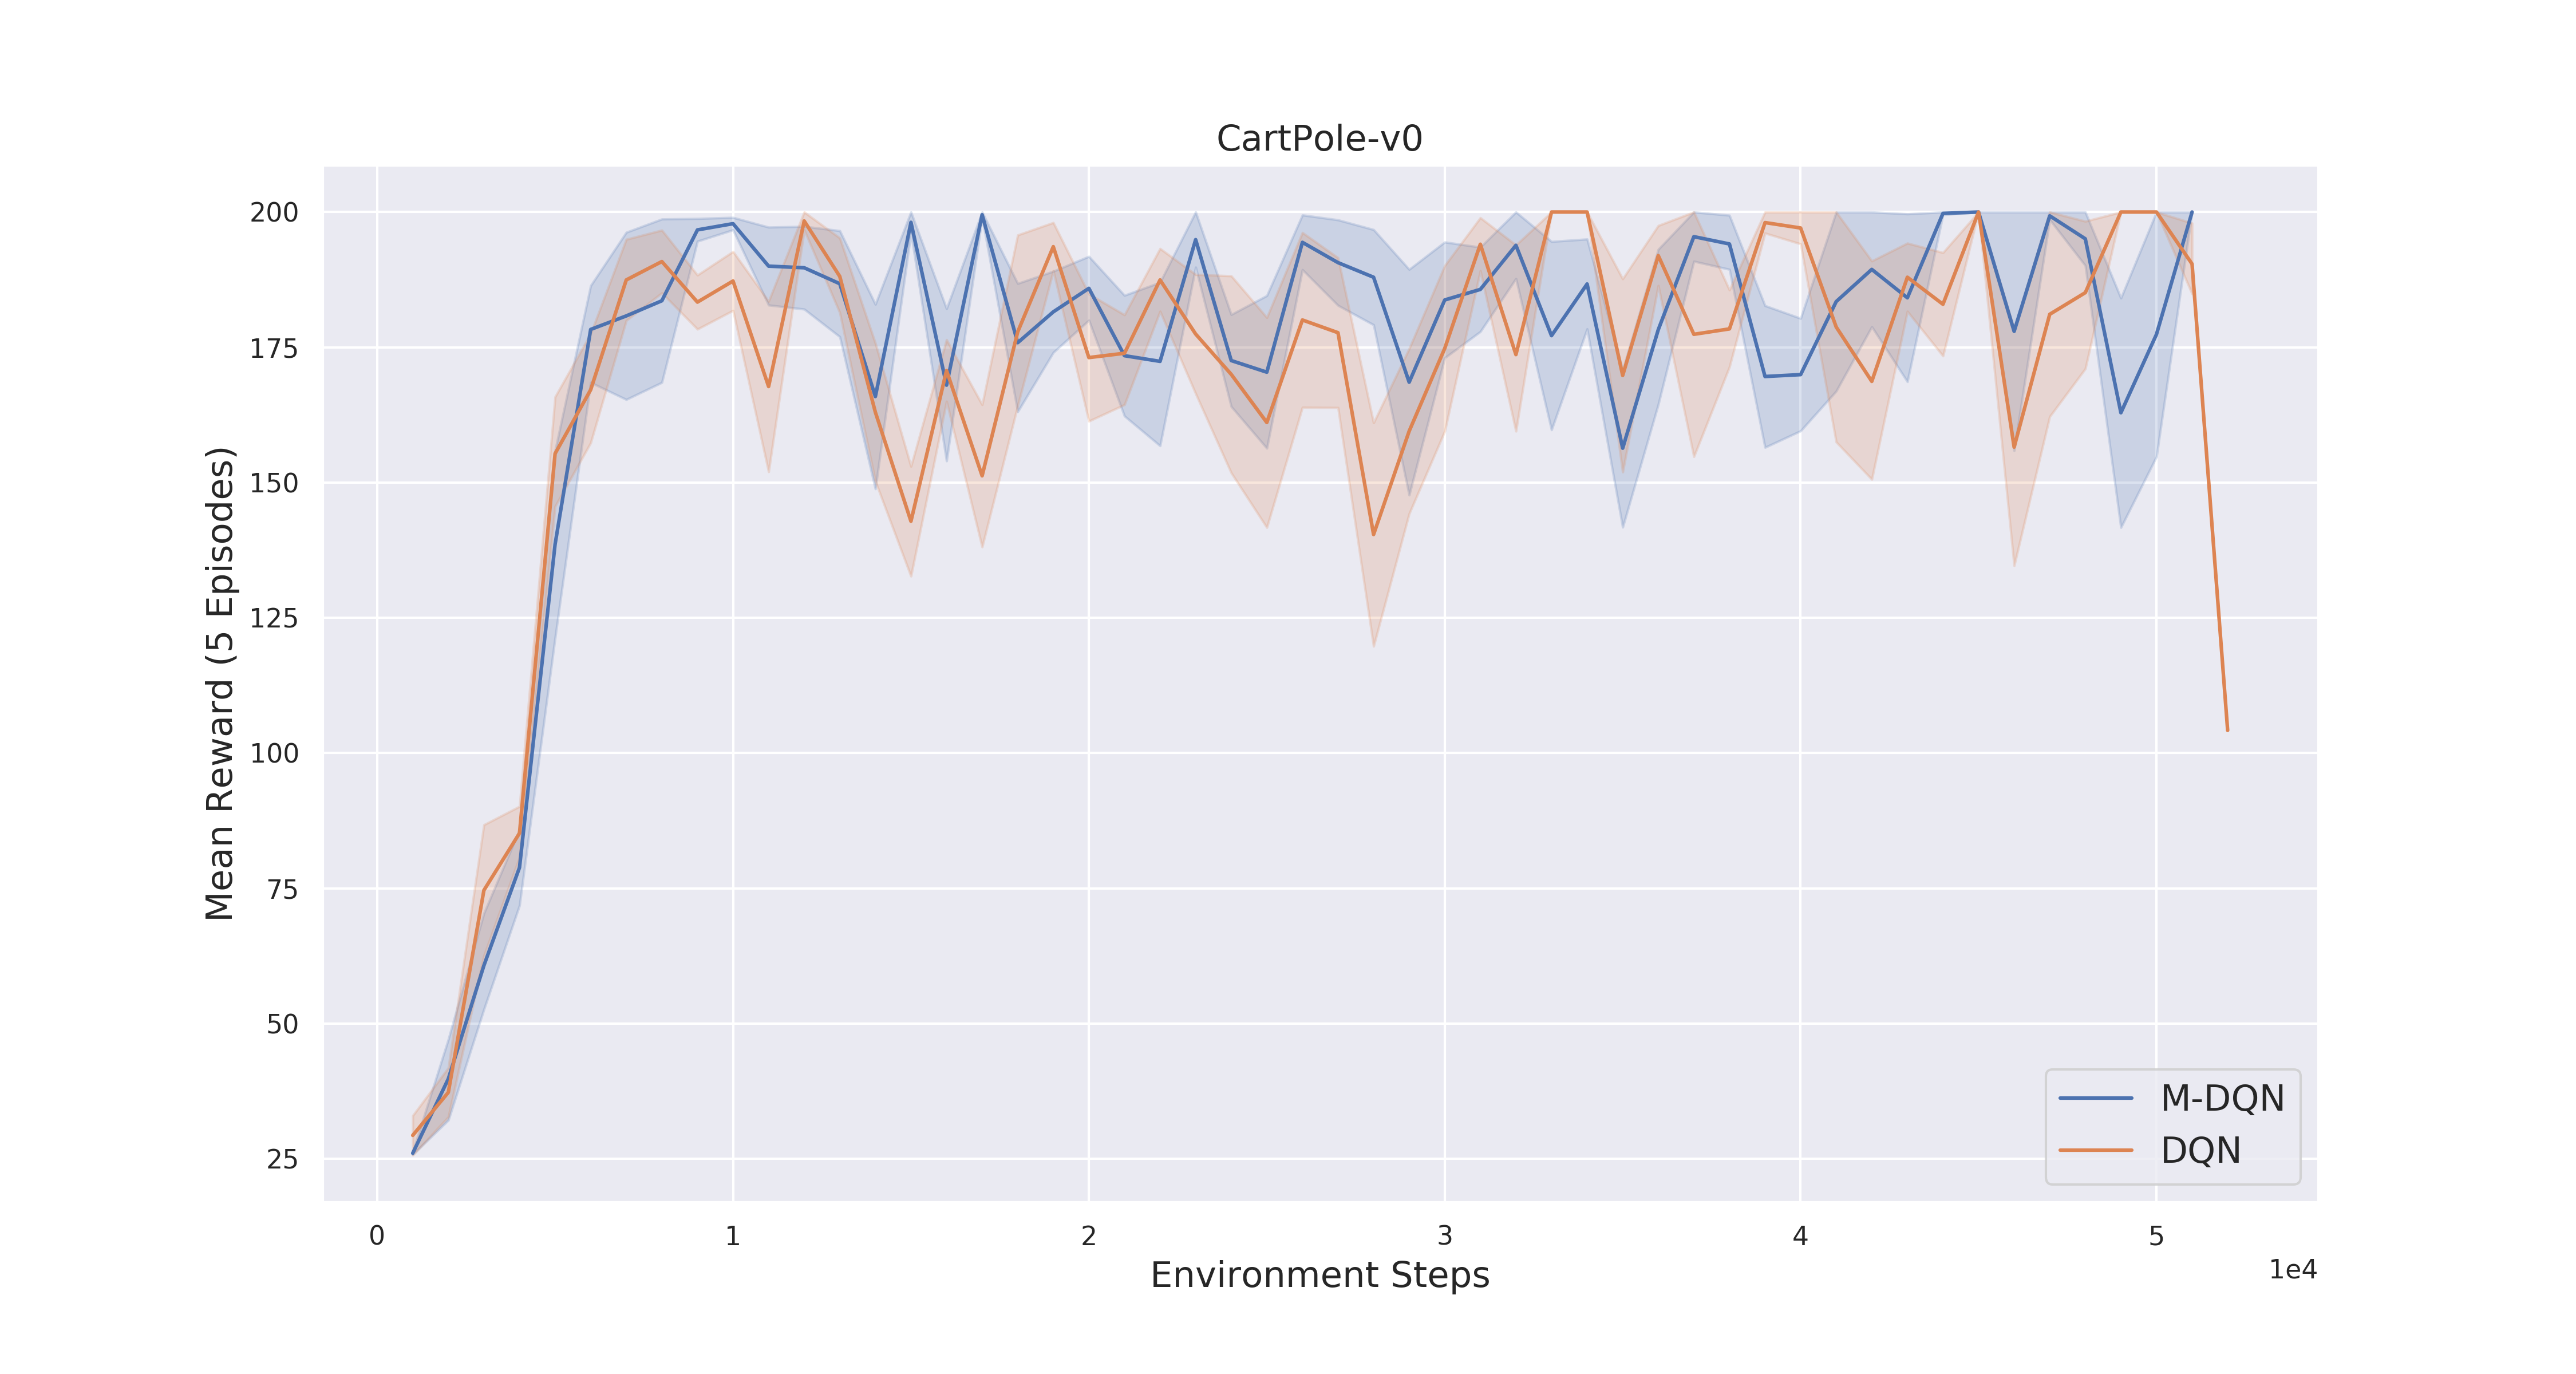 CartPole-v0
200
175
150
125
100
75
50
25
Mean Reward (5 Episodes)
0 1 2 3 4 5
1e4
Environment Steps
M-DQN
DQN